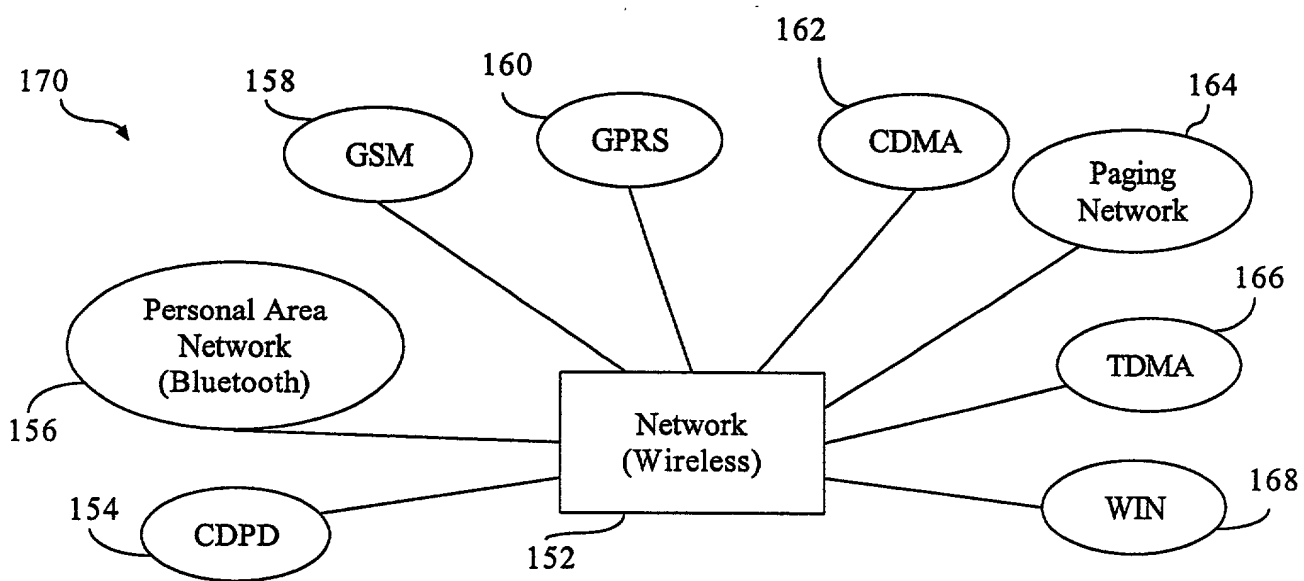 162
160
158
164
170
GSM
GPRS
CDMA
Paging
Network
166
Personal Area
Network
(Bluetooth)
TDMA
156
Network
(Wireless)
154
CDPD
152
WIN
168